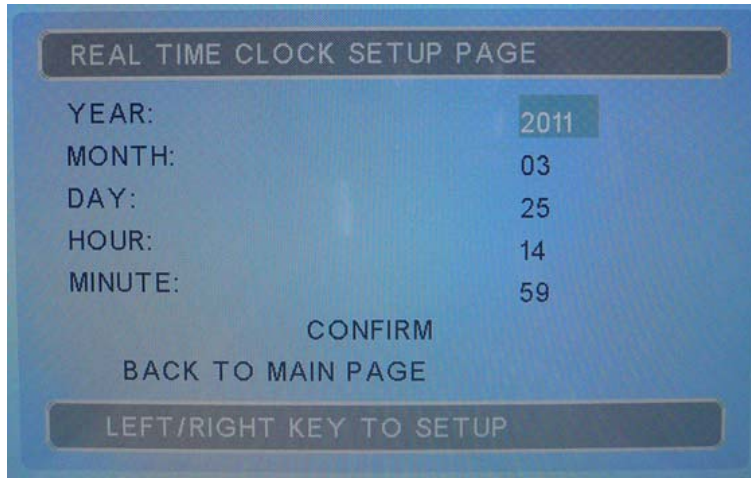 REAL TIME CLOCK SETUP PAGE
YEAR: 2011
MONTH: 03
DAY: 25
HOUR: 14
MINUTE: 59
CONFIRM
BACK TO MAIN PAGE
LEFT/RIGHT KEY TO SETUP